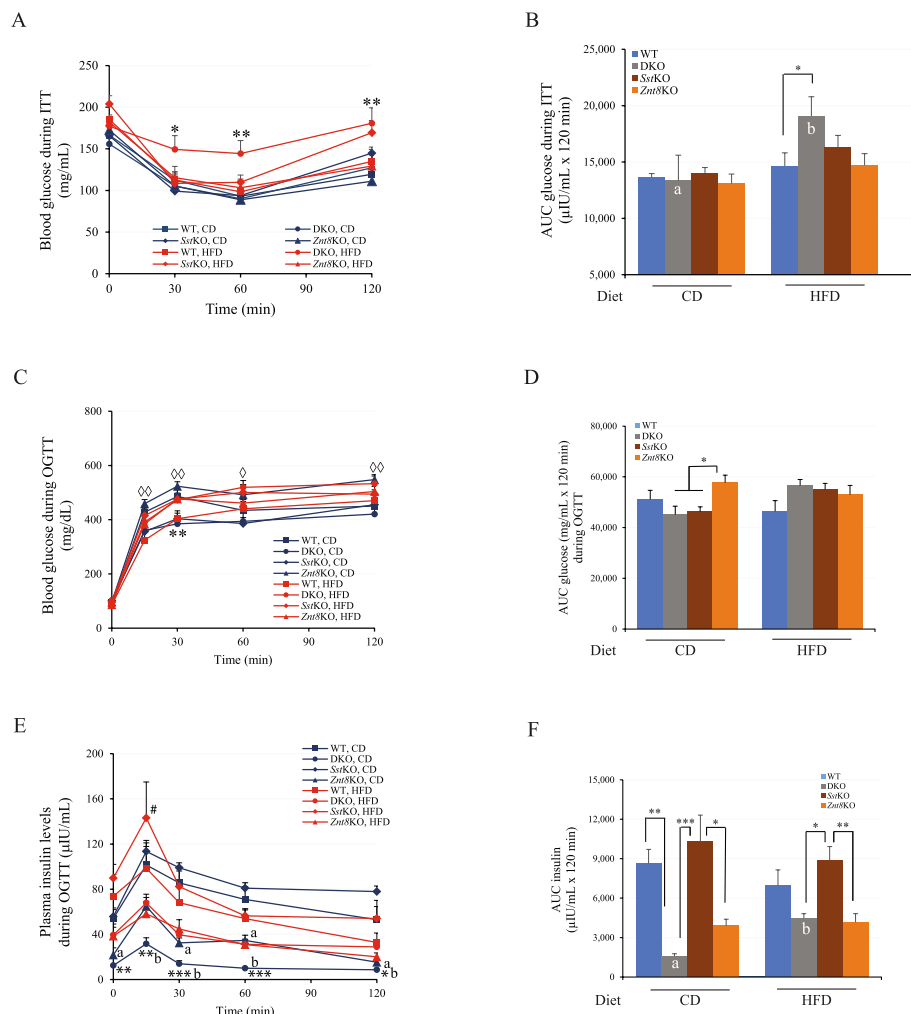 A
B
Blood glucose during ITT
(mg/mL)
250
200
150
100
50
0
*
**
**
WT, CD
DKO, CD
SstKO, CD
Znt8KO, CD
WT, HFD
DKO, HFD
SstKO, HFD
Znt8KO, HFD
0
30
60
90
120
Time (min)
AUC glucose during ITT
(µIU/mL x 120 min)
25,000
20,000
15,000
10,000
5,000
WT
DKO
SstKO
Znt8KO
*
a
b
Diet
CD
HFD
C
D
Blood glucose during OGTT
(mg/dL)
800
600
400
200
0
◊◊
◊◊
◊
◊◊
**
WT, CD
DKO, CD
SstKO, CD
Znt8KO, CD
WT, HFD
DKO, HFD
SstKO, HFD
Znt8KO, HFD
0
30
60
90
120
Time (min)
AUC glucose (mg/mL x 120 min)
during OGTT
80,000
60,000
40,000
20,000
0
WT
DKO
SstKO
Znt8KO
*
Diet
CD
HFD
E
F
Plasma insulin levels
during OGTT (µIU/mL)
200
160
120
80
40
0
WT, CD
DKO, CD
SstKO, CD
Znt8KO, CD
WT, HFD
DKO, HFD
SstKO, HFD
Znt8KO, HFD
#
a
**
**b
a
***b
a
b
***
a
*b
0
30
60
90
120
Time (min)
AUC insulin
(µIU/mL x 120 min)
15,000
12,000
9,000
6,000
3,000
0
WT
DKO
SstKO
Znt8KO
**
***
*
*
**
a
b
Diet
CD
HFD